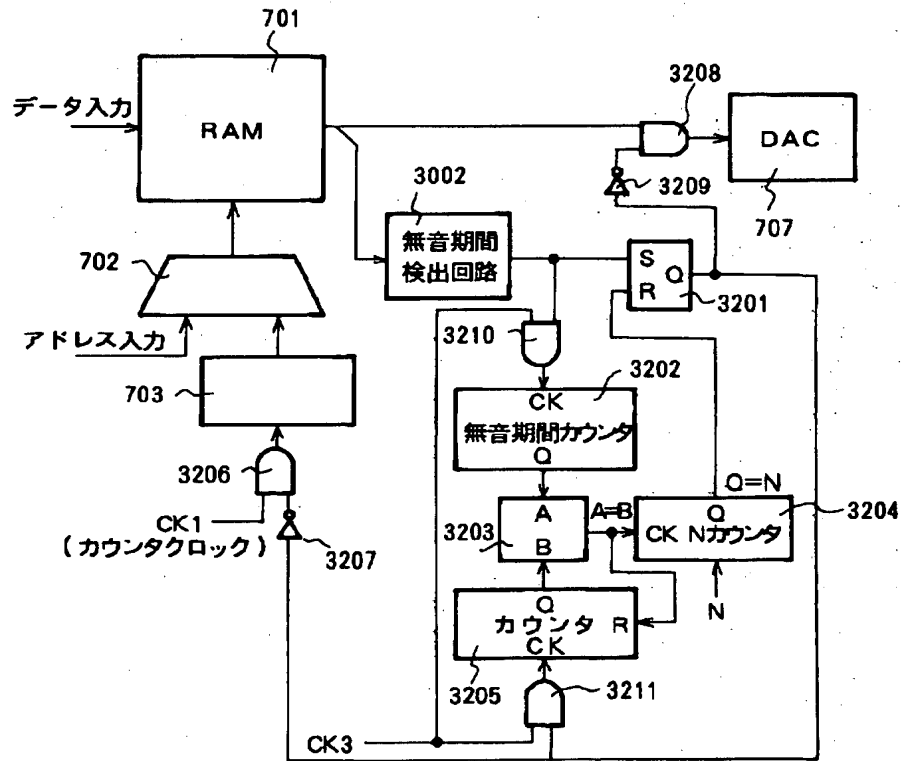 701
データ入力
RAM
3208
DAC
3209
707
3002
無音期間
検出回路
S
Q
R
3201
702
アドレス入力
3210
703
3202
CK
無音期間カウンタ
Q
3206
CK1
(カウンタクロック)
3207
A
B
3203
A=B
Q=N
Q
CK Nカウンタ
3204
N
Q
カウンタ
CK
R
3205
3211
CK3